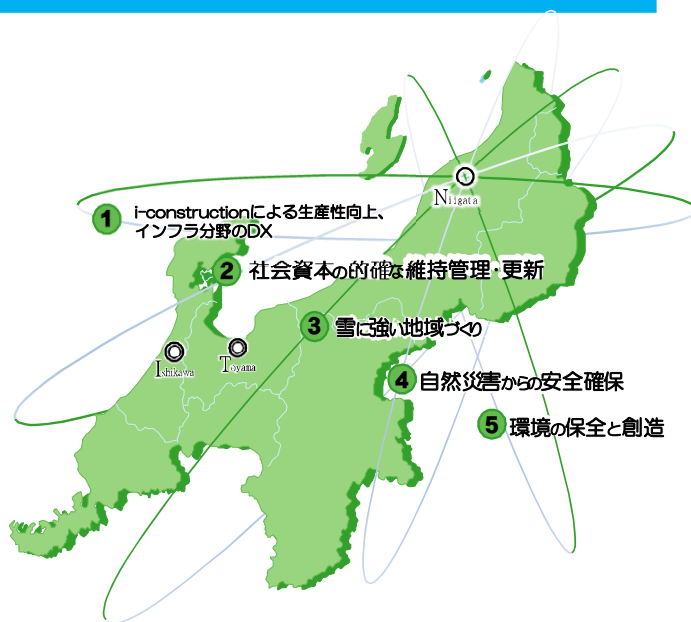 Niigata
1 i-constructionによる生産性向上、
インフラ分野のDX
2 社会資本の的確な維持管理・更新
3 雪に強い地域づくり
Ishikawa
Toyama
4 自然災害からの安全確保
5 環境の保全と創造